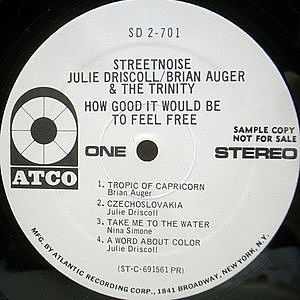 SD 2-701
STREETNOISE
JULIE DRISCOLL/BRIAN AUGER
& THE TRINITY
HOW GOOD IT WOULD BE
TO FEEL FREE
SAMPLE COPY
NOT FOR SALE
ONE
STEREO
ATCO
1. TROPIC OF CAPRICORN
Brian Auger
2. CZECHOSLOVAKIA
Julie Driscoll
3. TAKE ME TO THE WATER
Nina Simone
4. A WORD ABOUT COLOR
Julie Driscoll
(ST-C-691561 PR)
MFG. BY ATLANTIC RECORDING CORP., 1841 BROADWAY, NEW YORK, N.Y.